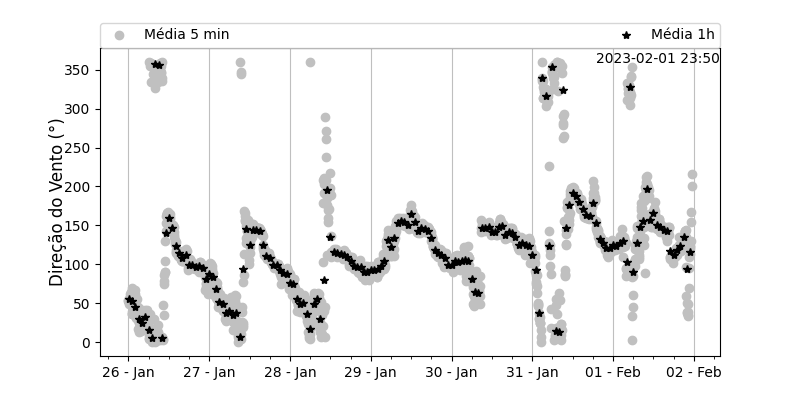 Média 5 min
Média 1h
2023-02-01 23:50
Direção do Vento (°)
350
300
250
200
150
100
50
0
26 - Jan
27 - Jan
28 - Jan
29 - Jan
30 - Jan
31 - Jan
01 - Feb
02 - Feb